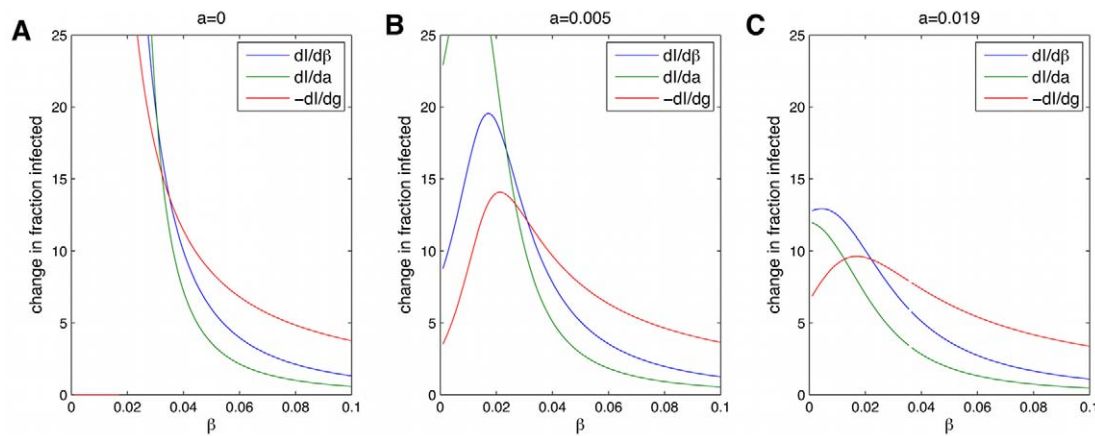 A
a=0
change in fraction infected
25
20
15
10
5
0
0 0.02 0.04 0.06 0.08 0.1
β
dI/dβ
dI/da
−dI/dg
B
a=0.005
change in fraction infected
25
20
15
10
5
0
0 0.02 0.04 0.06 0.08 0.1
β
dI/dβ
dI/da
−dI/dg
C
a=0.019
change in fraction infected
25
20
15
10
5
0
0 0.02 0.04 0.06 0.08 0.1
β
dI/dβ
dI/da
−dI/dg